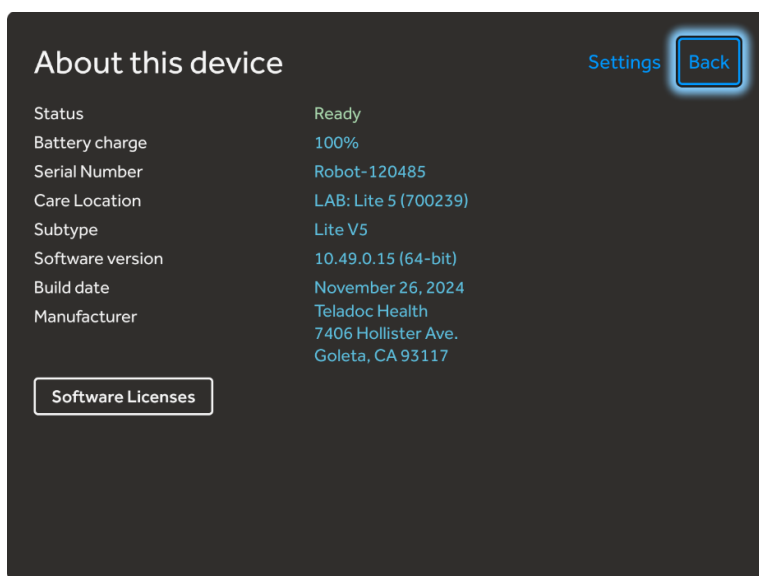 About this device
Settings
Back
Status Ready
Battery charge 100%
Serial Number Robot-120485
Care Location LAB: Lite 5 (700239)
Subtype Lite V5
Software version 10.49.0.15 (64-bit)
Build date November 26, 2024
Manufacturer Teladoc Health
7406 Hollister Ave.
Goleta, CA 93117
Software Licenses